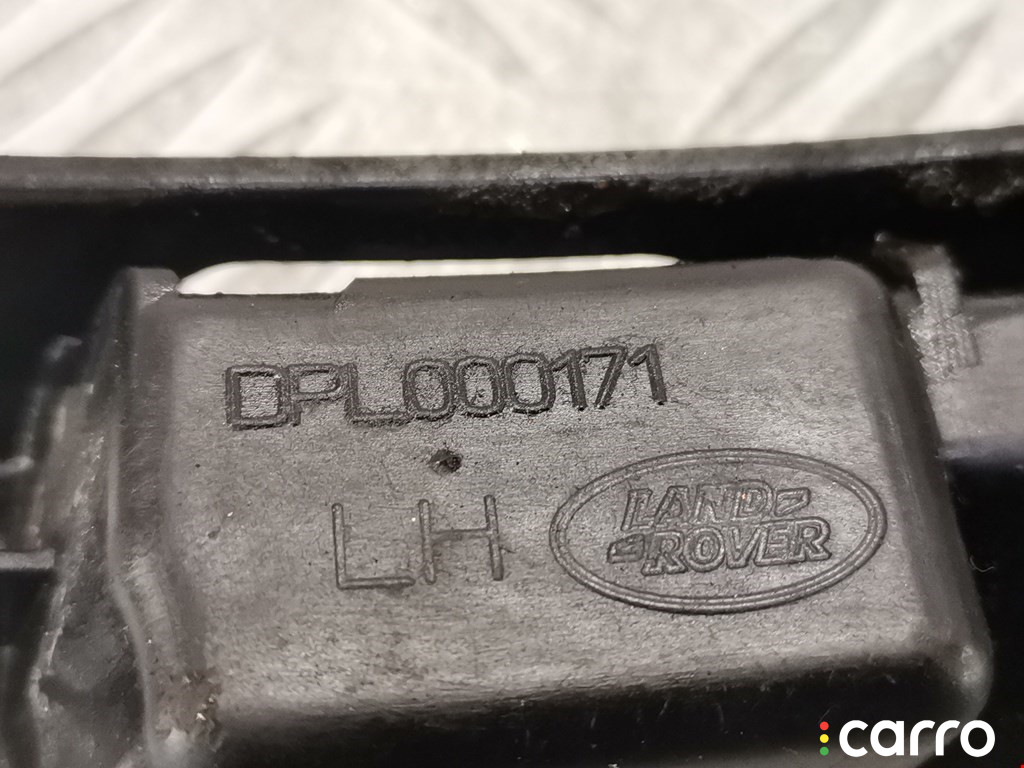 DPL000171
LH
LAND
ROVER
carro